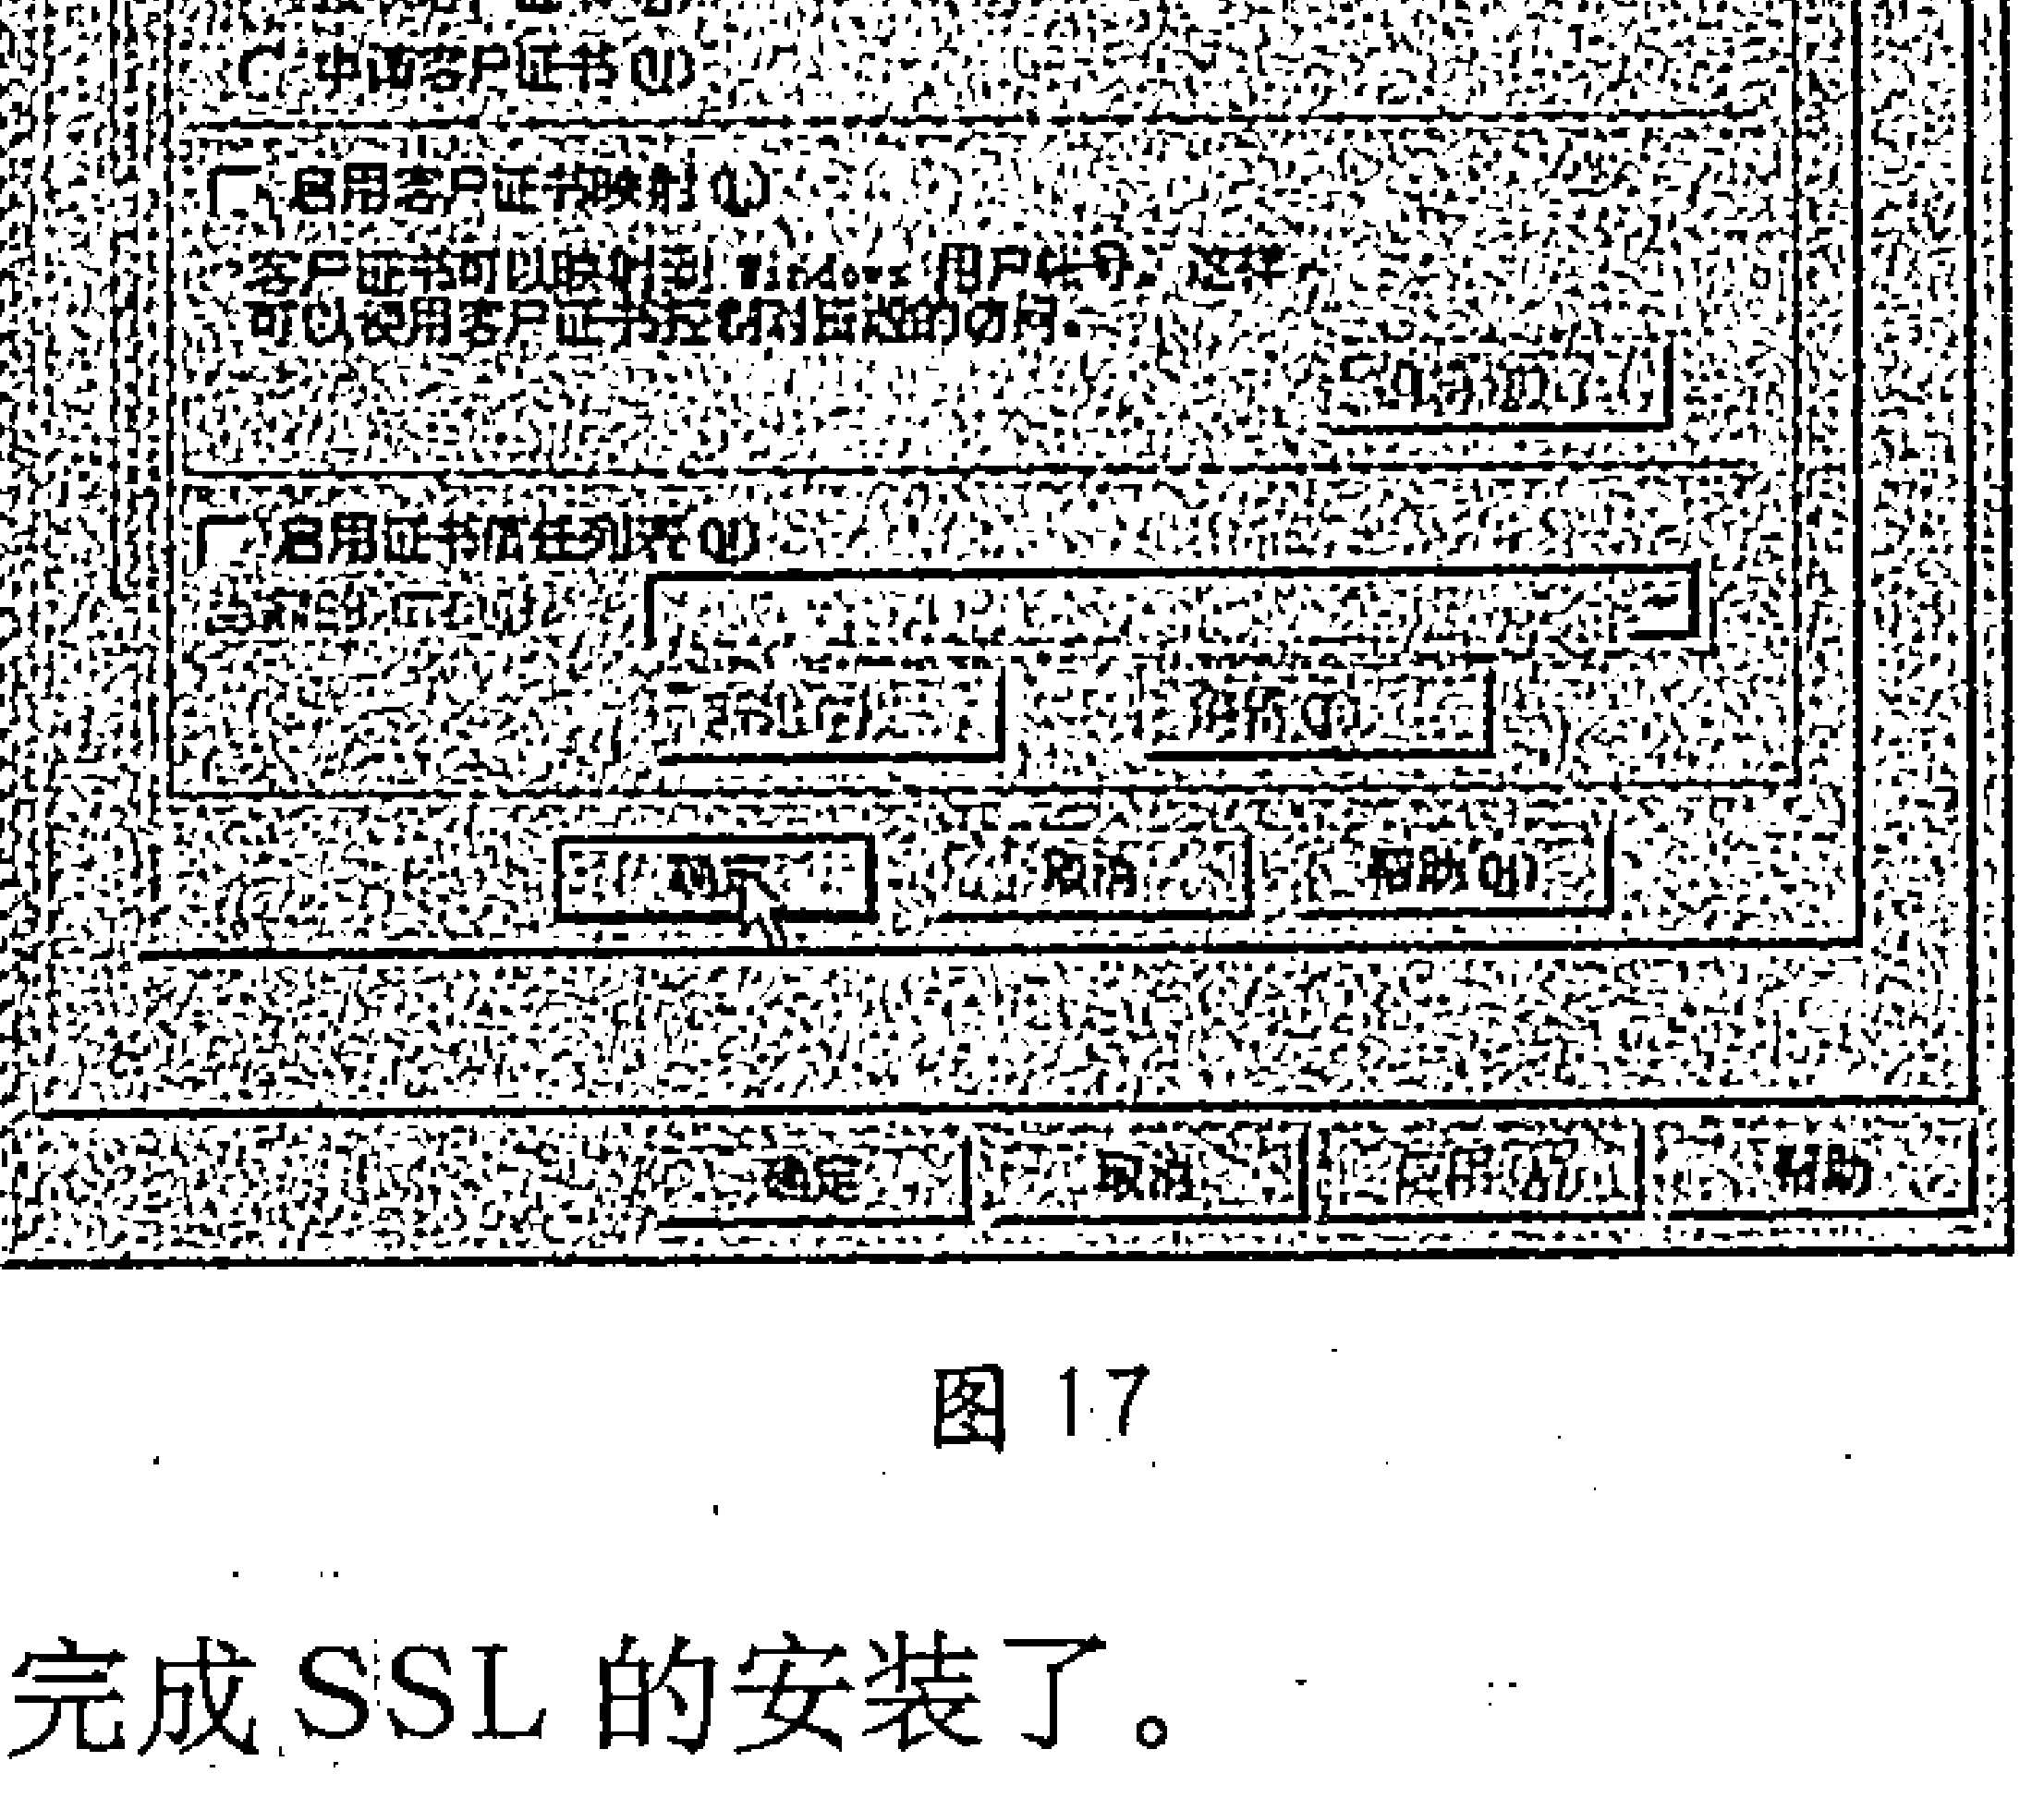 申请客户证书(U)
启用客户证书映射(L)
客户证书可以映射到 Windows 用户帐号。这样,
可以使用客户证书控制对资源的访问。
启用证书信任列表(U)
确定 取消 帮助(H)
确定 取消 帮助
图 17
完成 SSL 的安装了。